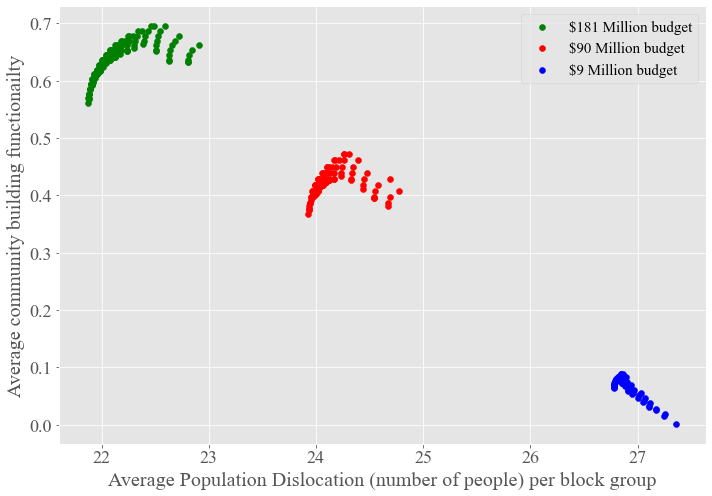 $181 Million budget
$90 Million budget
$9 Million budget
Average community building functionailty
0.7
0.6
0.5
0.4
0.3
0.2
0.1
0.0
22
23
24
25
26
27
Average Population Dislocation (number of people) per block group